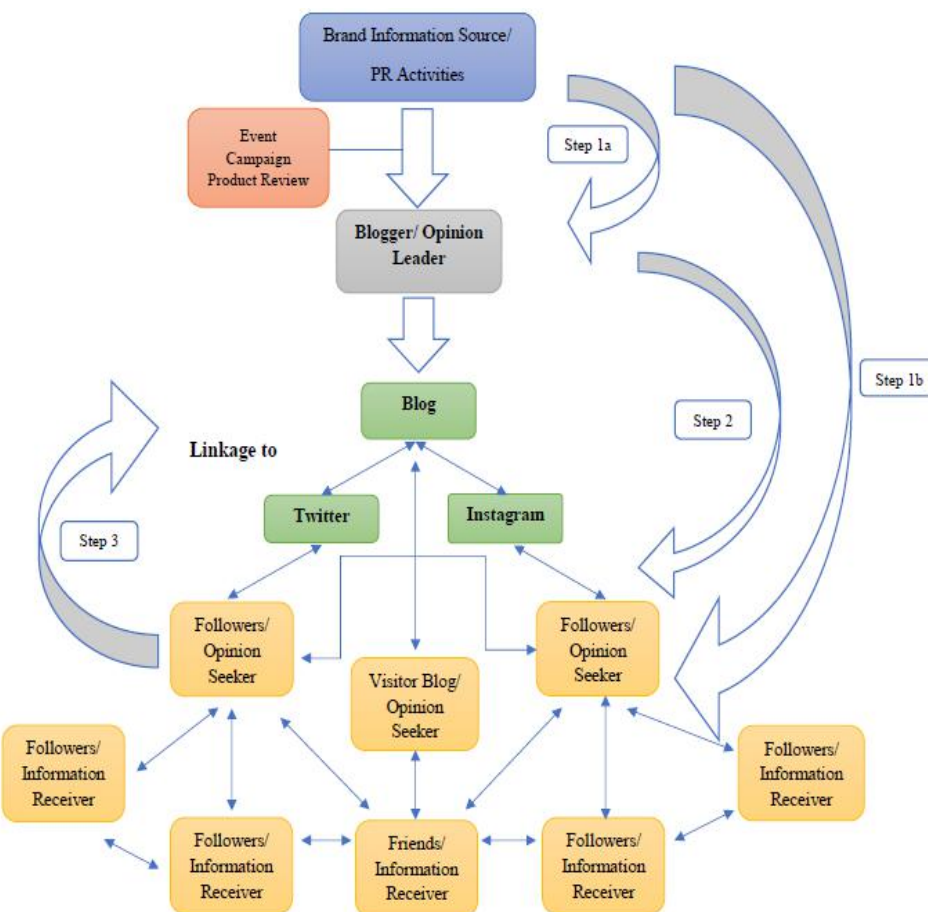 Brand Information Source/
PR Activities
Event
Campaign
Product Review
Step 1a
Blogger/ Opinion
Leader
Step 1b
Blog
Step 2
Linkage to
Twitter
Instagram
Step 3
Followers/
Opinion
Seeker
Followers/
Opinion
Seeker
Visitor Blog/
Opinion
Seeker
Followers/
Information
Receiver
Followers/
Information
Receiver
Followers/
Information
Receiver
Friends/
Information
Receiver
Followers/
Information
Receiver